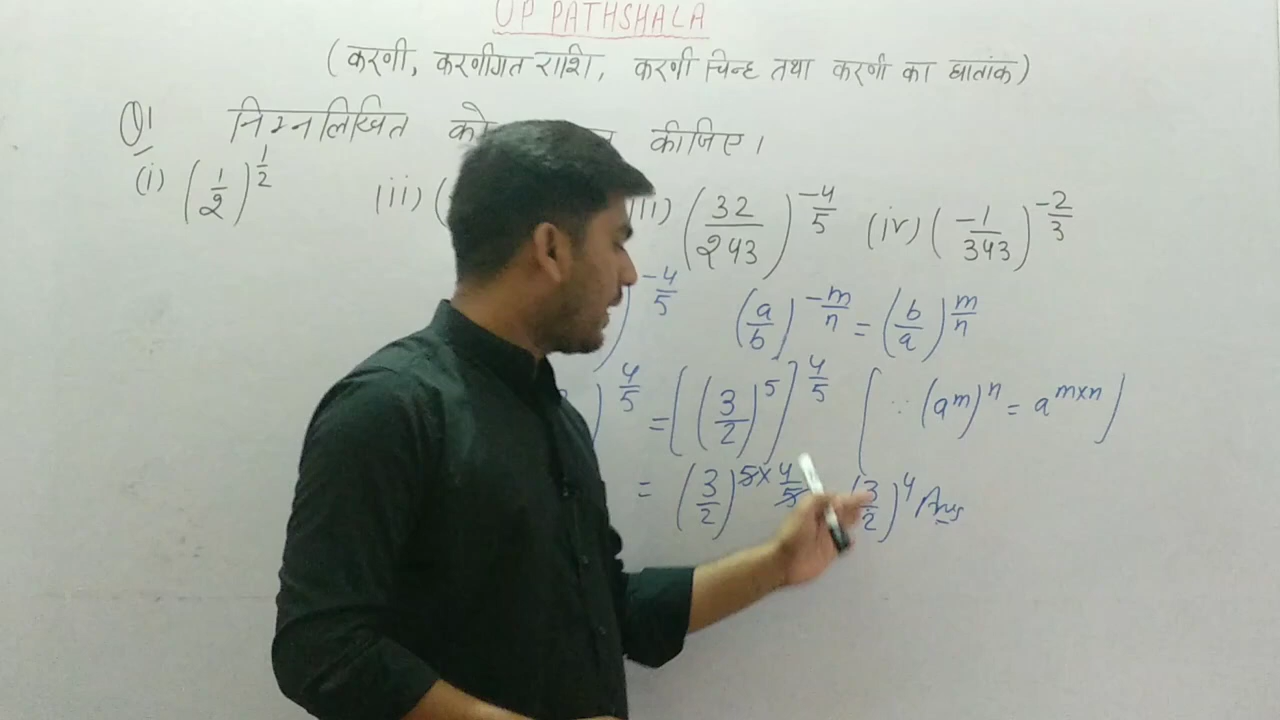 UP PATHSHALA
(करणी, करणीगत राशि, करणी चिन्ह तथा करणी का घातांक)
Q1 निम्नलिखित को कीजिए।
(i) (1/2)^(1/2) (ii) ( (32/243)^(-4/5) (iv) (-1/343)^(-2/3)
)^(-4/5) (a/b)^(-m/n) = (b/a)^(m/n)
)^(4/5) = [(3/2)^5]^(4/5) [∵ (a^m)^n = a^(m×n)]
= (3/2)^(5×4/5) (3/2)^4 Ans